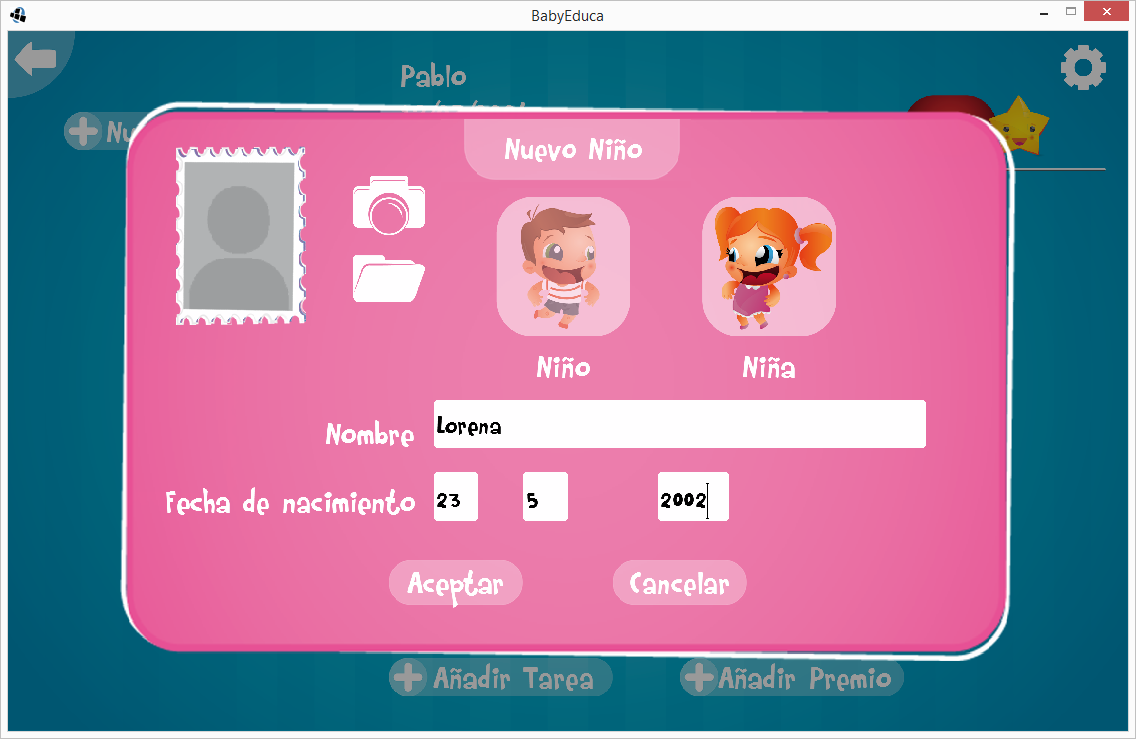 BabyEduca
Pablo
Nuevo Niño
Niño Niña
Nombre Lorena
Fecha de nacimiento 23 5 2002
Aceptar Cancelar
Añadir Tarea Añadir Premio